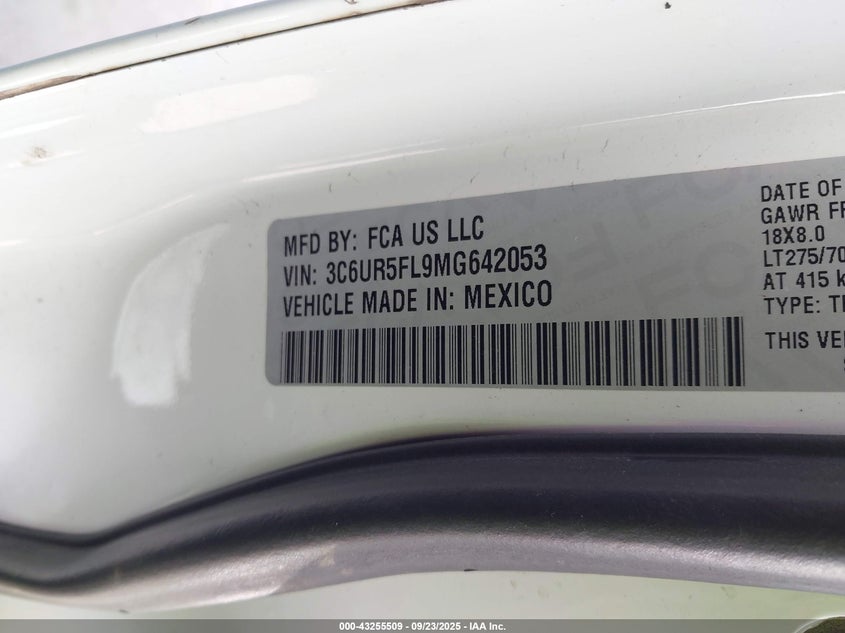 MFD BY: FCA US LLC
VIN: 3C6UR5FL9MG642053
VEHICLE MADE IN: MEXICO
DATE OF
GAWR FR
18X8.0
LT275/70
AT 415 k
TYPE: T
THIS VE
000-43255509 - 09/23/2025 - IAA Inc.